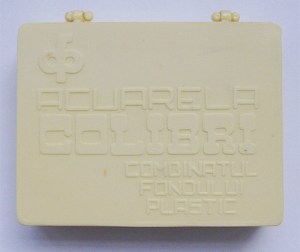 ACUARELA
COLIBRI
COMBINATUL
FONDULUI
PLASTIC